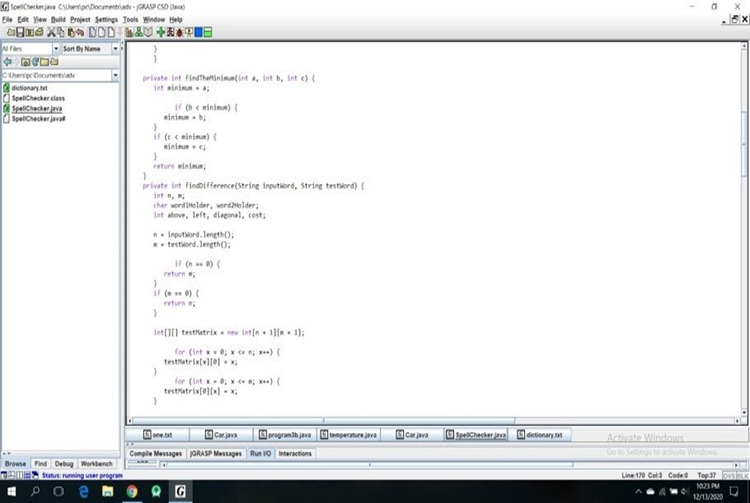 SpellChecker.java C:\Users\pc\Documents\adv - jGRASP CSD (Java)
File Edit View Build Project Settings Tools Window Help
All Files
Sort By Name
C:\Users\pc\Documents\adv
dictionary.txt
SpellChecker.class
SpellChecker.java
SpellChecker.java#
}
}
private int findTheMinimum(int a, int b, int c) {
int minimum = a;
if (b < minimum) {
minimum = b;
}
if (c < minimum) {
minimum = c;
}
return minimum;
}
private int findDifference(String inputWord, String testWord) {
int n, m;
char word1Holder, word2Holder;
int above, left, diagonal, cost;
n = inputWord.length();
m = testWord.length();
if (n == 0) {
return m;
}
if (m == 0) {
return n;
}
int[][] testMatrix = new int[n + 1][m + 1];
for (int x = 0; x <= n; x++) {
testMatrix[x][0] = x;
}
for (int x = 0; x <= m; x++) {
testMatrix[0][x] = x;
}
one.txt Car.java program3b.java temperature.java Car.java SpellChecker.java dictionary.txt
Activate Windows
Go to Settings to activate Windows.
Compile Messages jGRASP Messages Run I/O Interactions
Browse Find Debug Workbench
Status: running user program
Line:170 Col:3 Code:0 Top:37 OVS BLK
10:23 PM
12/13/2020